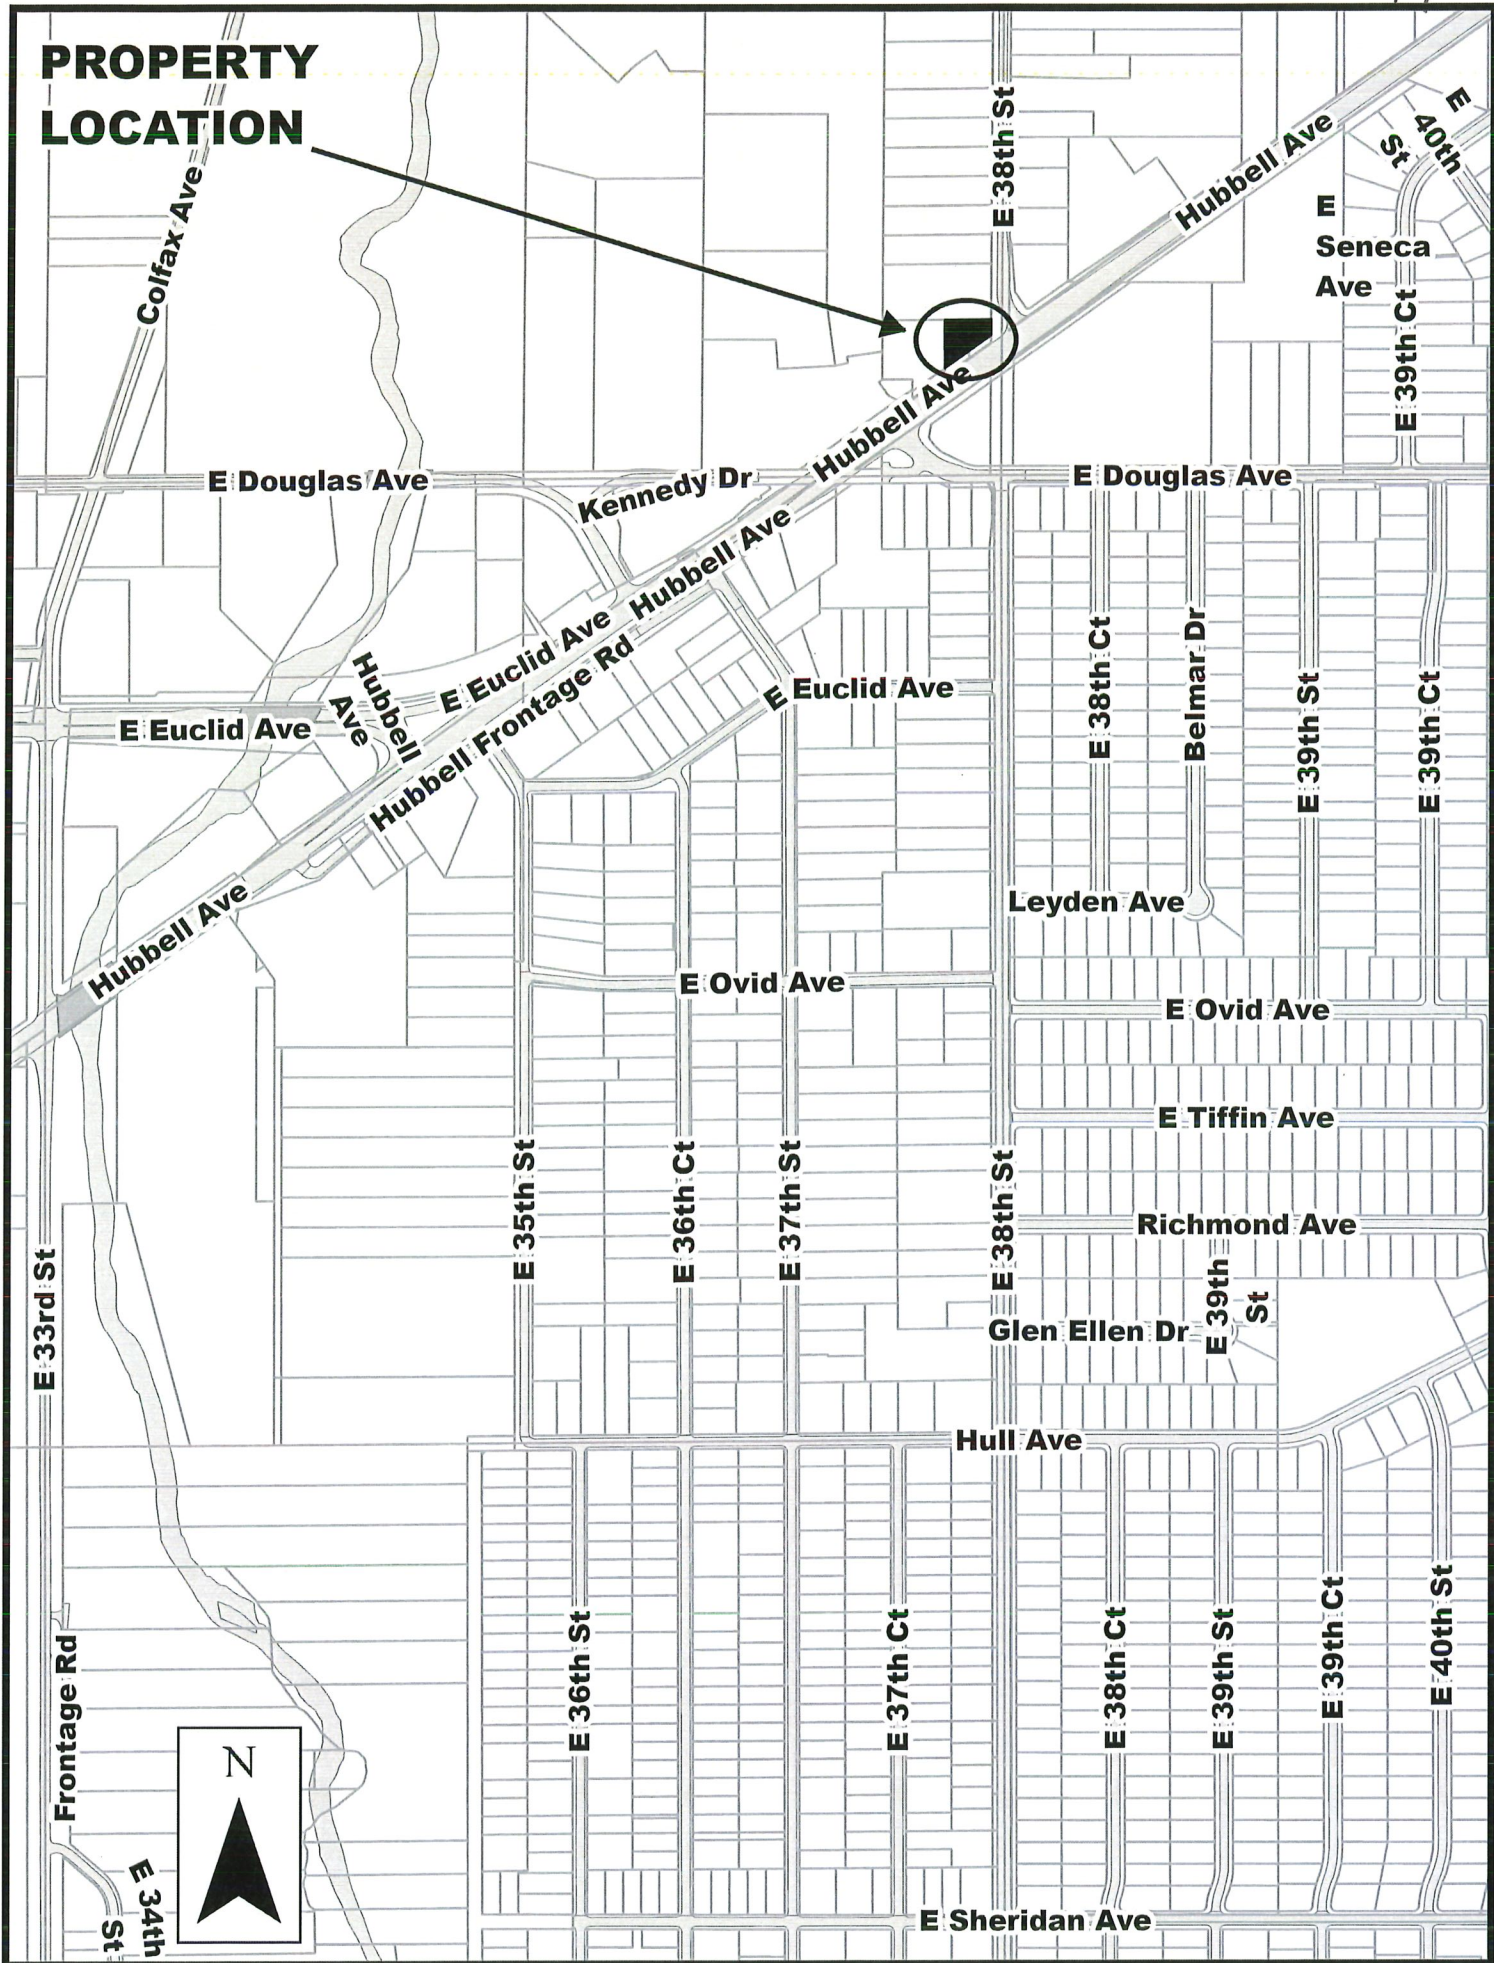 PROPERTY
LOCATION
Colfax Ave
E 38th St
Hubbell Ave
E
40th
St
E
Seneca
Ave
E 39th Ct
Hubbell Ave
E Douglas Ave
Kennedy Dr
E Douglas Ave
Hubbell Ave
E Euclid Ave
Hubbell Frontage Rd
Hubbell
Ave
E Euclid Ave
E Euclid Ave
E 38th Ct
Belmar Dr
E 39th St
E 39th Ct
Leyden Ave
Hubbell Ave
E Ovid Ave
E Ovid Ave
E Tiffin Ave
E 35th St
E 36th Ct
E 37th St
E 38th St
Richmond Ave
E 39th
St
Glen Ellen Dr
E 33rd St
Hull Ave
E 36th St
E 37th Ct
E 38th Ct
E 39th St
E 39th Ct
E 40th St
Frontage Rd
N
E 34th
St
E Sheridan Ave